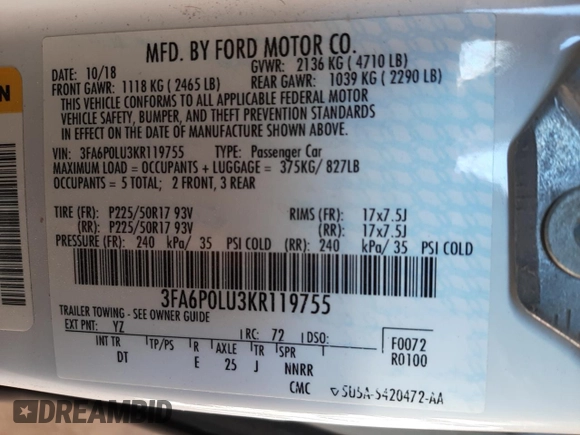 MFD. BY FORD MOTOR CO.
DATE: 10/18
GVWR: 2136 KG (4710 LB)
FRONT GAWR: 1118 KG (2465 LB)
REAR GAWR: 1039 KG (2290 LB)
THIS VEHICLE CONFORMS TO ALL APPLICABLE FEDERAL MOTOR
VEHICLE SAFETY, BUMPER, AND THEFT PREVENTION STANDARDS
IN EFFECT ON THE DATE OF MANUFACTURE SHOWN ABOVE.
VIN: 3FA6P0LU3KR119755 TYPE: Passenger Car
MAXIMUM LOAD = OCCUPANTS + LUGGAGE = 375KG/ 827LB
OCCUPANTS = 5 TOTAL; 2 FRONT, 3 REAR
TIRE (FR): P225/50R17 93V RIMS (FR): 17x7.5J
(RR): P225/50R17 93V (RR): 17x7.5J
PRESSURE (FR): 240 kPa/ 35 PSI COLD (RR): 240 kPa/ 35 PSI COLD
3FA6P0LU3KR119755
TRAILER TOWING - SEE OWNER GUIDE
EXT PNT: YZ RC: 72 DSO:
F0072
R0100
INT TR TP/PS R AXLE TR SPR
DT E 25 J NNRR
CMC
5U5A-5420472-AA
DREAMBID